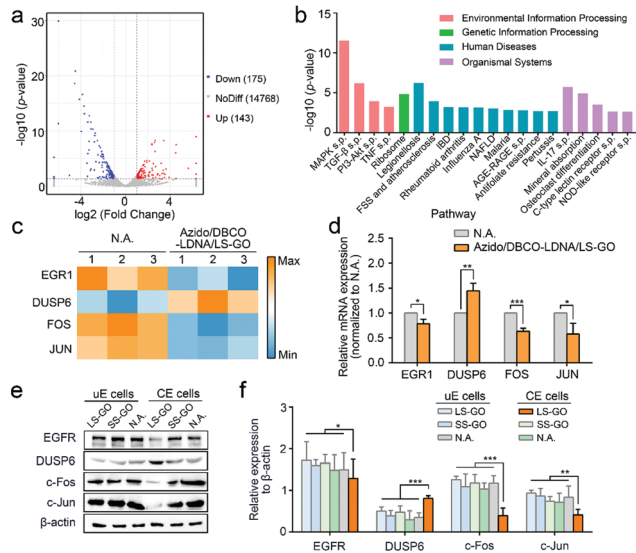 a
30
20
10
0
-log10 (p-value)
−4
0
4
log2 (Fold Change)
Down (175)
NoDiff (14768)
Up (143)
b
Environmental Information Processing
Genetic Information Processing
Human Diseases
Organismal Systems
15
10
5
0
-log10 (p-value)
MAPK s.p.
TGF-β s.p.
PI3-Akt s.p.
TNF s.p.
Ribosome
Legionellosis
FSS and atherosclerosis
IBD
Rheumatoid arthritis
Influenza A
NAFLD
Malaria
AGE-RAGE s.p.
Antifolate resistance
Pertussis
IL-17 s.p.
Mineral absorption
Osteoclast differentiation
C-type lectin receptor s.p.
NOD-like receptor s.p.
Pathway
c
N.A.
Azido/DBCO
-LDNA/LS-GO
1 2 3 1 2 3
EGR1
DUSP6
FOS
JUN
Max
Min
d
N.A.
Azido/DBCO-LDNA/LS-GO
Relative mRNA expression
(normalized to N.A.)
2.0
1.5
1.0
0.5
0.0
* ** *** *
EGR1 DUSP6 FOS JUN
e
uE cells CE cells
LS-GO SS-GO N.A. LS-GO SS-GO N.A.
EGFR
DUSP6
c-Fos
c-Jun
β-actin
f
uE cells CE cells
LS-GO LS-GO
SS-GO SS-GO
N.A. N.A.
Relative expression
to β-actin
3
2
1
0
* *** *** **
EGFR DUSP6 c-Fos c-Jun